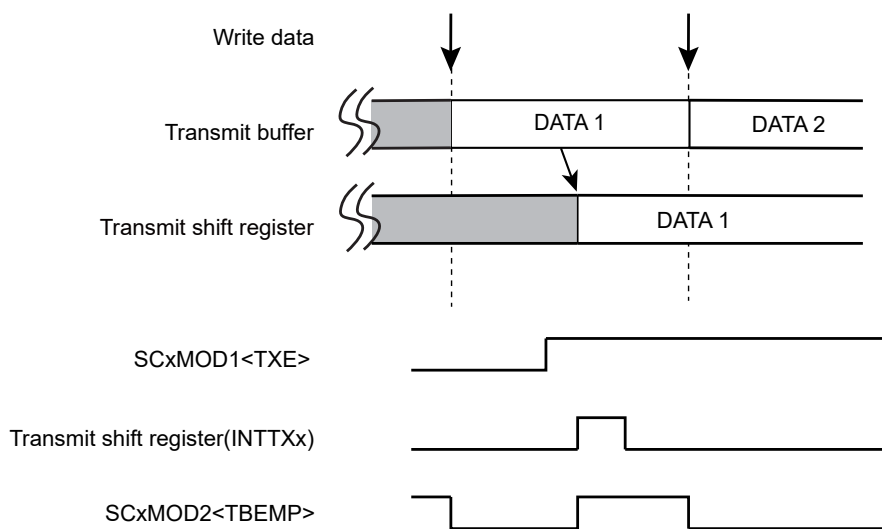 Write data
Transmit buffer
DATA 1
DATA 2
Transmit shift register
DATA 1
SCxMOD1<TXE>
Transmit shift register(INTTXx)
SCxMOD2<TBEMP>